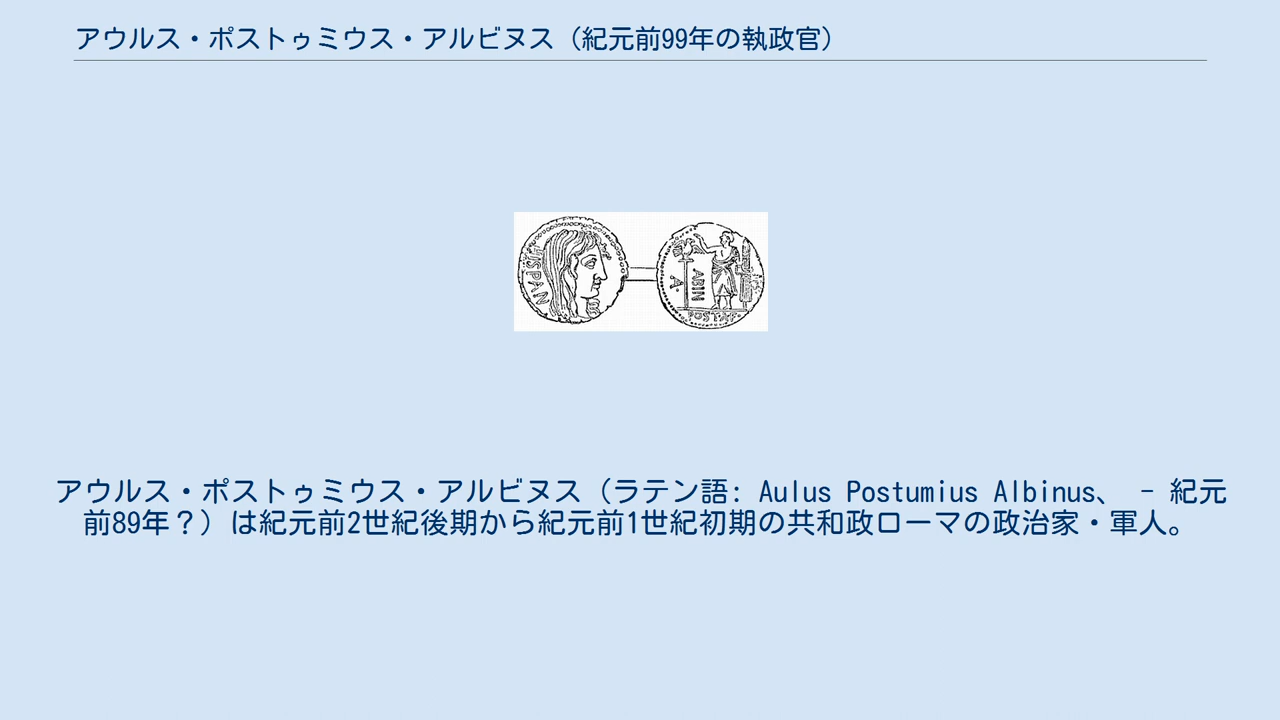 アウルス・ポストゥミウス・アルビヌス（紀元前99年の執政官）
HISPAN
A.
ABIN
POST
アウルス・ポストゥミウス・アルビヌス（ラテン語: Aulus Postumius Albinus、 - 紀元
前89年？）は紀元前2世紀後期から紀元前1世紀初期の共和政ローマの政治家・軍人。